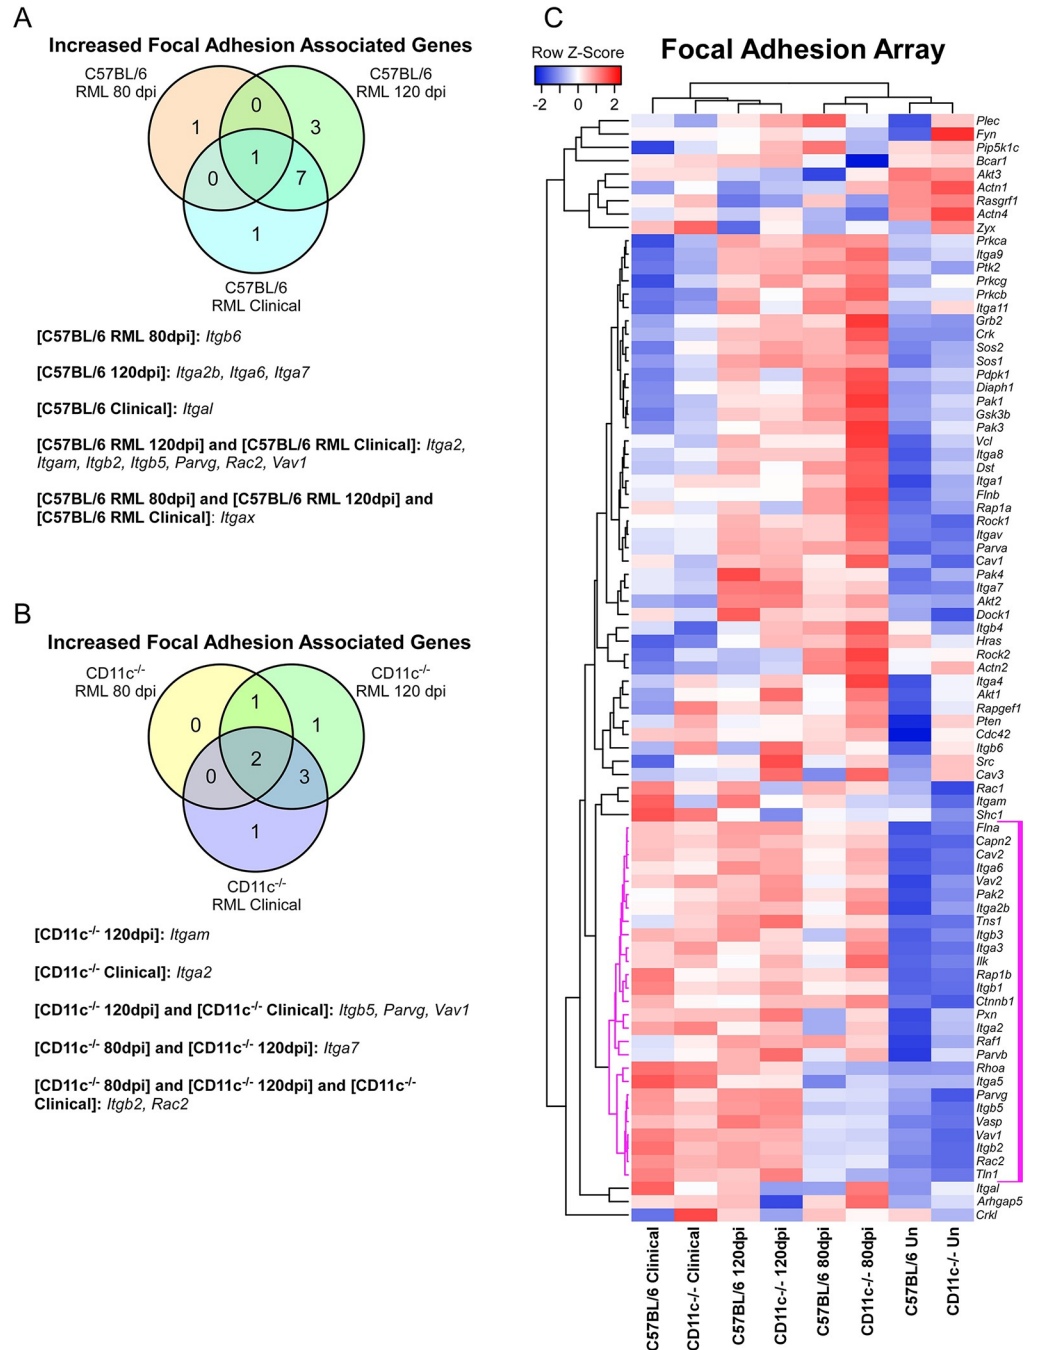 A
Increased Focal Adhesion Associated Genes
C57BL/6
RML 80 dpi
C57BL/6
RML 120 dpi
0
1
3
1
0
7
1
C57BL/6
RML Clinical
[C57BL/6 RML 80dpi]: Itgb6
[C57BL/6 120dpi]: Itga2b, Itga6, Itga7
[C57BL/6 Clinical]: Itgal
[C57BL/6 RML 120dpi] and [C57BL/6 RML Clinical]: Itga2,
Itgam, Itgb2, Itgb5, Parvg, Rac2, Vav1
[C57BL/6 RML 80dpi] and [C57BL/6 RML 120dpi] and
[C57BL/6 RML Clinical]: Itgax
B
Increased Focal Adhesion Associated Genes
CD11c-/-
RML 80 dpi
CD11c-/-
RML 120 dpi
1
0
1
2
0
3
1
CD11c-/-
RML Clinical
[CD11c-/- 120dpi]: Itgam
[CD11c-/- Clinical]: Itga2
[CD11c-/- 120dpi] and [CD11c-/- Clinical]: Itgb5, Parvg, Vav1
[CD11c-/- 80dpi] and [CD11c-/- 120dpi]: Itga7
[CD11c-/- 80dpi] and [CD11c-/- 120dpi] and [CD11c-/-
Clinical]: Itgb2, Rac2
C
Row Z-Score
-2 0 2
Focal Adhesion Array
Plec
Fyn
Pip5k1c
Bcar1
Akt3
Actn1
Rasgrf1
Actn4
Zyx
Prkca
Itga9
Ptk2
Prkcg
Prkcb
Itga11
Grb2
Crk
Sos2
Sos1
Pdpk1
Diaph1
Pak1
Gsk3b
Pak3
Vcl
Itga8
Dst
Itga1
Flnb
Rap1a
Rock1
Itgav
Parva
Cav1
Pak4
Itga7
Akt2
Dock1
Itgb4
Hras
Rock2
Actn2
Itga4
Akt1
Rapgef1
Pten
Cdc42
Itgb6
Src
Cav3
Rac1
Itgam
Shc1
Flna
Capn2
Cav2
Itga6
Vav2
Pak2
Itga2b
Tns1
Itgb3
Itga3
Ilk
Rap1b
Itgb1
Ctnnb1
Pxn
Itga2
Raf1
Parvb
Rhoa
Itga5
Parvg
Itgb5
Vasp
Vav1
Itgb2
Rac2
Tln1
Itgal
Arhgap5
Crkl
C57BL/6 Clinical
CD11c-/- Clinical
C57BL/6 120dpi
CD11c-/- 120dpi
C57BL/6 80dpi
CD11c-/- 80dpi
C57BL/6 Un
CD11c-/- Un